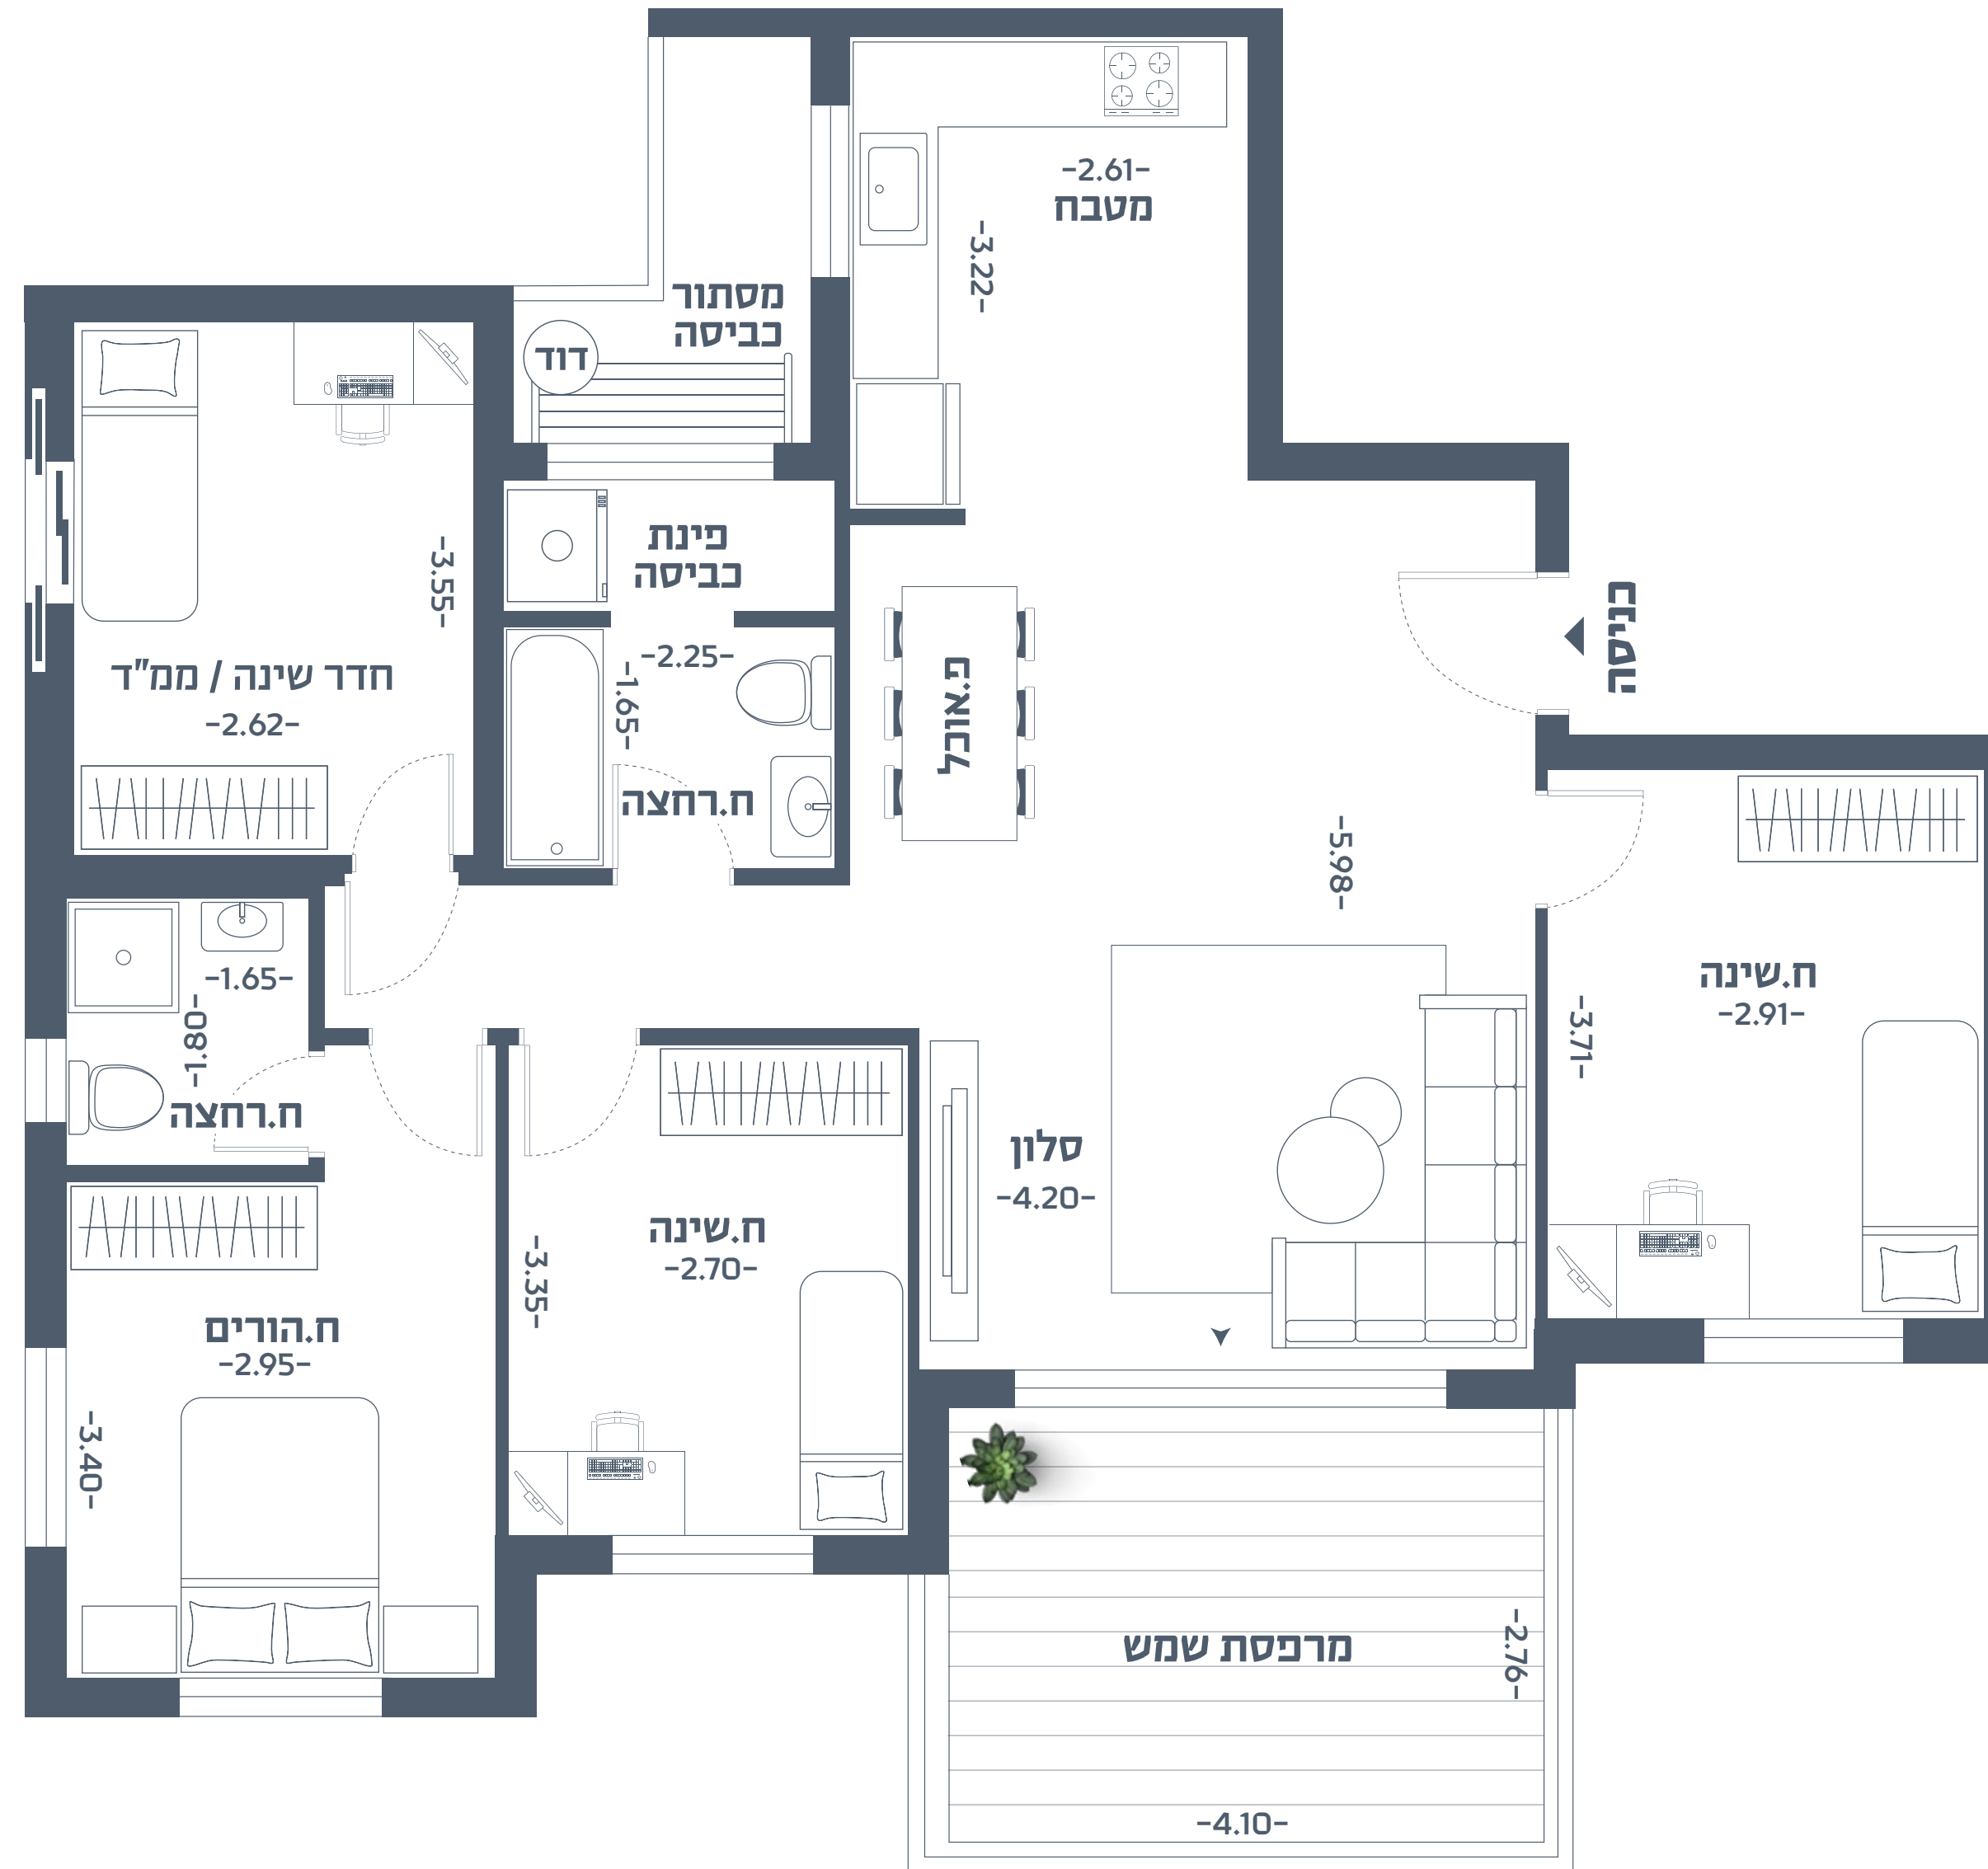 -2.61-
מטבח
-3.22-
מסתור
כביסה
דוד
פינת
כביסה
-3.55-
חדר שינה / ממ"ד
-2.62-
-2.25-
-1.65-
ח.רחצה
פ.אוכל
כניסה
-5.98-
ח.שינה
-2.91-
-3.71-
-1.65-
-1.80-
ח.רחצה
סלון
-4.20-
ח.שינה
-2.70-
-3.35-
ח.הורים
-2.95-
-3.40-
מרפסת שמש
-2.76-
-4.10-